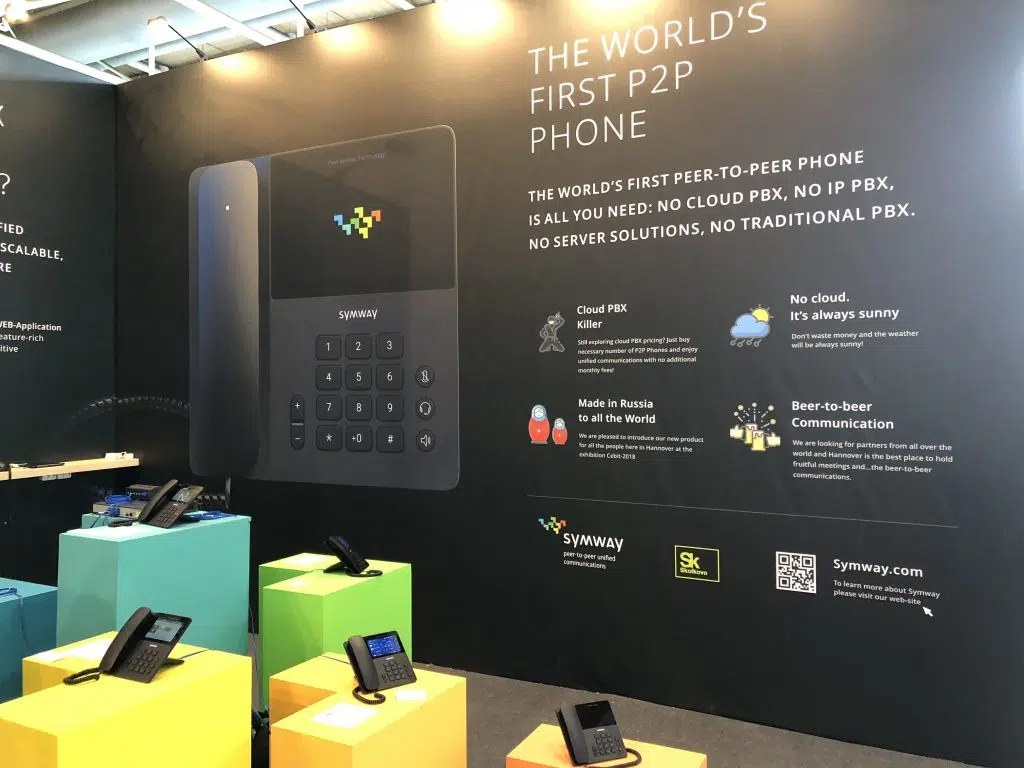 X
?
FIED
SCALABLE,
RE
WEB-Application
eature-rich
itive
THE WORLD'S
FIRST P2P
PHONE
THE WORLD'S FIRST PEER-TO-PEER PHONE
IS ALL YOU NEED: NO CLOUD PBX, NO IP PBX,
NO SERVER SOLUTIONS, NO TRADITIONAL PBX.
symway
1 2 3
4 5 6
+ 7 8 9
- * +0 #
Cloud PBX
Killer
Still exploring cloud PBX pricing? Just buy
necessary number of P2P Phones and enjoy
unified communications with no additional
monthly fees!
No cloud.
It's always sunny
Don't waste money and the weather
will be always sunny!
Made in Russia
to all the World
We are pleased to introduce our new product
for all the people here in Hannover at the
exhibition Cebit-2018
Beer-to-beer
Communication
We are looking for partners from all over the
world and Hannover is the best place to hold
fruitful meetings and...the beer-to-beer
communications.
symway
peer-to-peer unified
communications
Sk
Skolkovo
Symway.com
To learn more about Symway
please visit our web-site